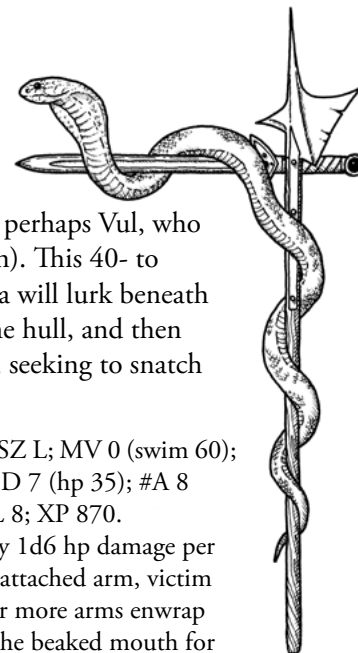 perhaps Vul, who
n). This 40- to
a will lurk beneath
hull, and then
seeking to snatch
SZ L; MV 0 (swim 60);
D 7 (hp 35); #A 8
8; XP 870.
y 1d6 hp damage per
attached arm, victim
r more arms enwrap
he beaked mouth for